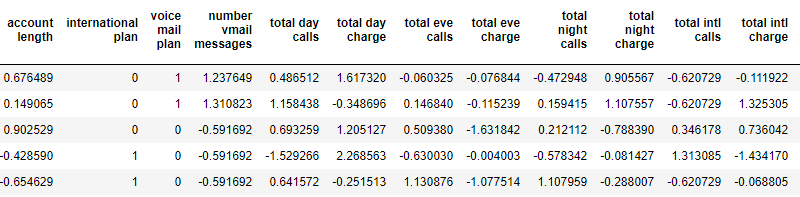 account length international plan voice mail plan number vmail messages total day calls total day charge total eve calls total eve charge total night calls total night charge total intl calls total intl charge
0.676489 0 1 1.237649 0.486512 1.617320 -0.060325 -0.076844 -0.472948 0.905567 -0.620729 -0.111922
0.149065 0 1 1.310823 1.158438 -0.348696 0.146840 -0.115239 0.159415 1.107557 -0.620729 1.325305
0.902529 0 0 -0.591692 0.693259 1.205127 0.509380 -1.631842 0.212112 -0.788390 0.346178 0.736042
-0.428590 1 0 -0.591692 -1.529266 2.268563 -0.630030 -0.004003 -0.578342 -0.081427 1.313085 -1.434170
-0.654629 1 0 -0.591692 0.641572 -0.251513 1.130876 -1.077514 1.107959 -0.288007 -0.620729 -0.068805